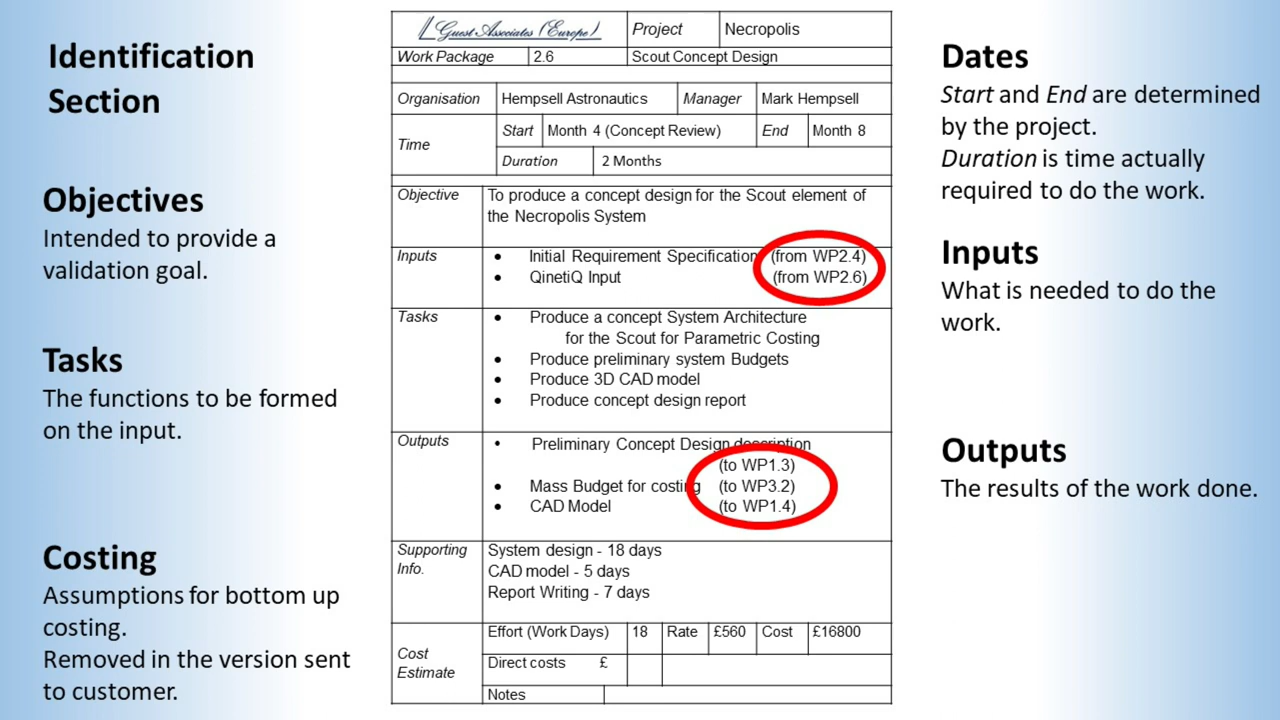 Identification
Section
Objectives
Intended to provide a
validation goal.
Tasks
The functions to be formed
on the input.
Costing
Assumptions for bottom up
costing.
Removed in the version sent
to customer.
Guest Associates (Europe) Project Necropolis
Work Package 2.6 Scout Concept Design
Organisation Hempsell Astronautics Manager Mark Hempsell
Time Start Month 4 (Concept Review) End Month 8
Duration 2 Months
Objective To produce a concept design for the Scout element of
the Necropolis System
Inputs • Initial Requirement Specification (from WP2.4)
• QinetiQ Input (from WP2.6)
Tasks • Produce a concept System Architecture
for the Scout for Parametric Costing
• Produce preliminary system Budgets
• Produce 3D CAD model
• Produce concept design report
Outputs • Preliminary Concept Design description
(to WP1.3)
• Mass Budget for costing (to WP3.2)
• CAD Model (to WP1.4)
Supporting Info. System design - 18 days
CAD model - 5 days
Report Writing - 7 days
Cost Estimate Effort (Work Days) 18 Rate £560 Cost £16800
Direct costs £
Notes
Dates
Start and End are determined
by the project.
Duration is time actually
required to do the work.
Inputs
What is needed to do the
work.
Outputs
The results of the work done.